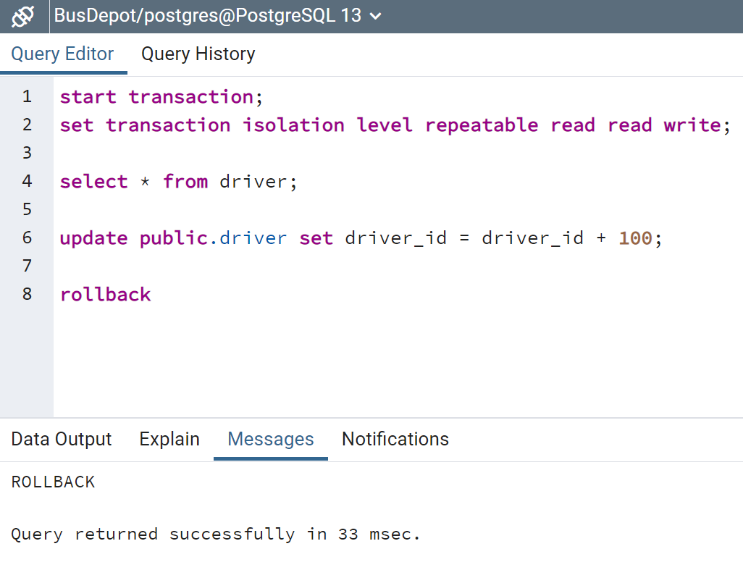 BusDepot/postgres@PostgreSQL 13
Query Editor Query History
1 start transaction;
2 set transaction isolation level repeatable read read write;
3
4 select * from driver;
5
6 update public.driver set driver_id = driver_id + 100;
7
8 rollback
Data Output Explain Messages Notifications
ROLLBACK
Query returned successfully in 33 msec.